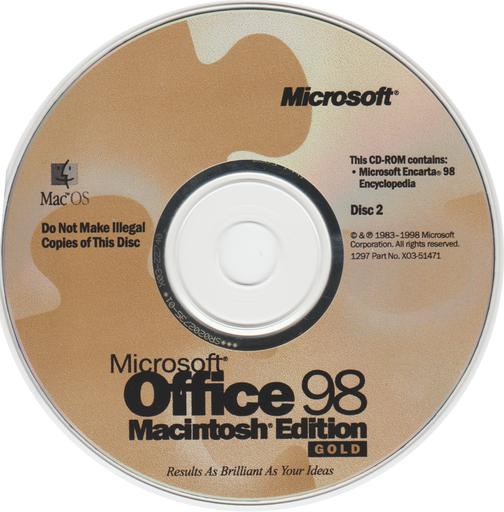 Microsoft®
This CD-ROM contains:
• Microsoft Encarta® 98
Encyclopedia
Disc 2
© & ℗ 1983–1998 Microsoft
Corporation. All rights reserved.
1297 Part No. X03-51471
Mac OS
Do Not Make Illegal
Copies of This Disc
Microsoft®
Office 98
Macintosh® Edition
GOLD
Results As Brilliant As Your Ideas